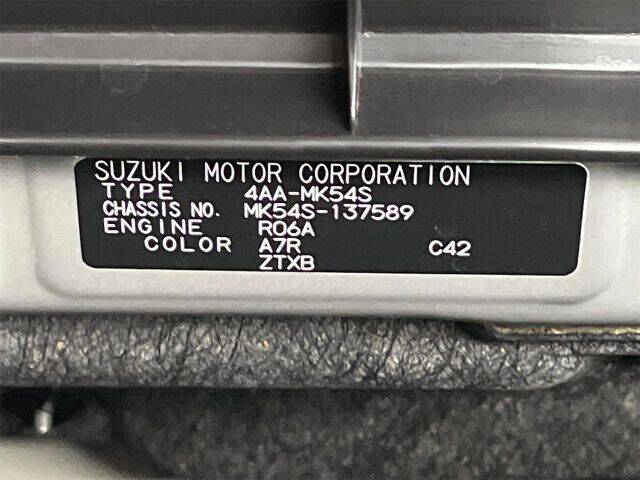 SUZUKI MOTOR CORPORATION
TYPE 4AA-MK54S
CHASSIS NO. MK54S-137589
ENGINE R06A
COLOR A7R C42
ZTXB